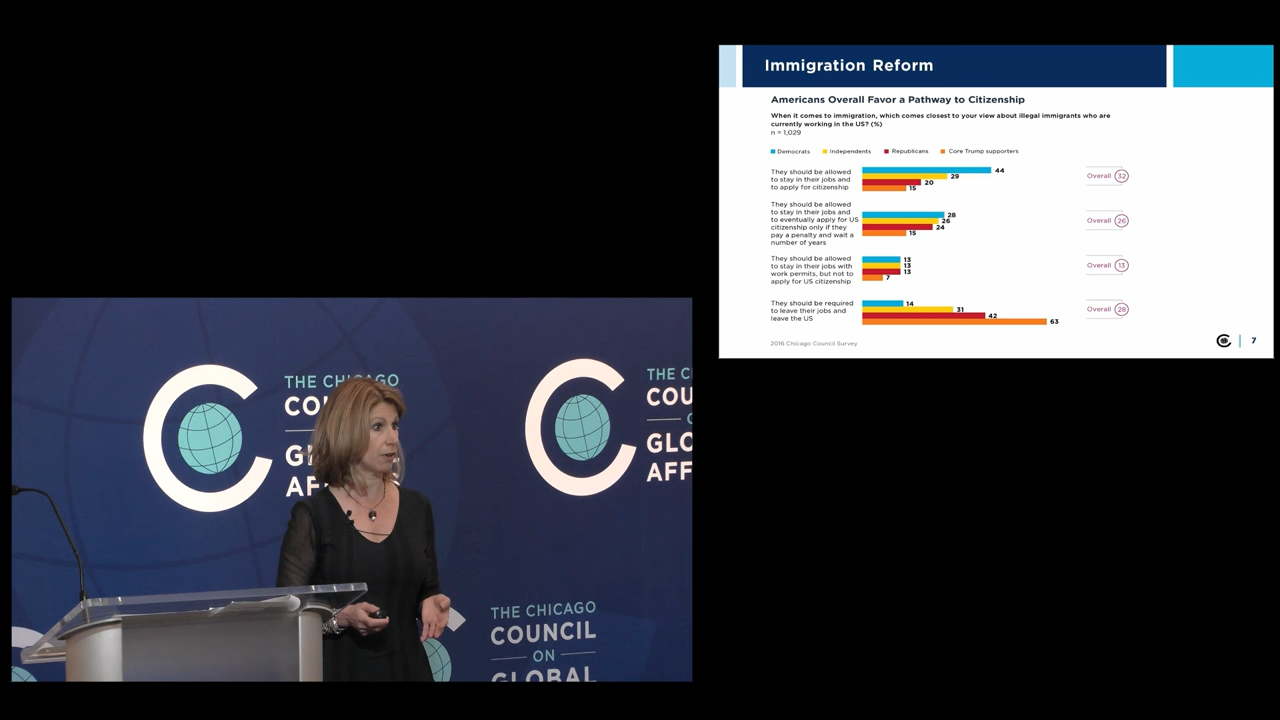 Immigration Reform
Americans Overall Favor a Pathway to Citizenship
When it comes to immigration, which comes closest to your view about illegal immigrants who are
currently working in the US? (%)
n = 1,029
Democrats Independents Republicans Core Trump supporters
They should be allowed
to stay in their jobs and
to apply for citizenship
44
29
20
15
Overall 32
They should be allowed
to stay in their jobs and
to eventually apply for US
citizenship only if they
pay a penalty and wait a
number of years
28
26
24
15
Overall 26
They should be allowed
to stay in their jobs with
work permits, but not to
apply for US citizenship
13
13
13
7
Overall 13
They should be required
to leave their jobs and
leave the US
14
31
42
63
Overall 28
2016 Chicago Council Survey
7
THE CHICAGO
COU
GL
AF
THE C
COU
GLO
AFF
THE CHICAGO
COUNCIL
ON
GLOBAL